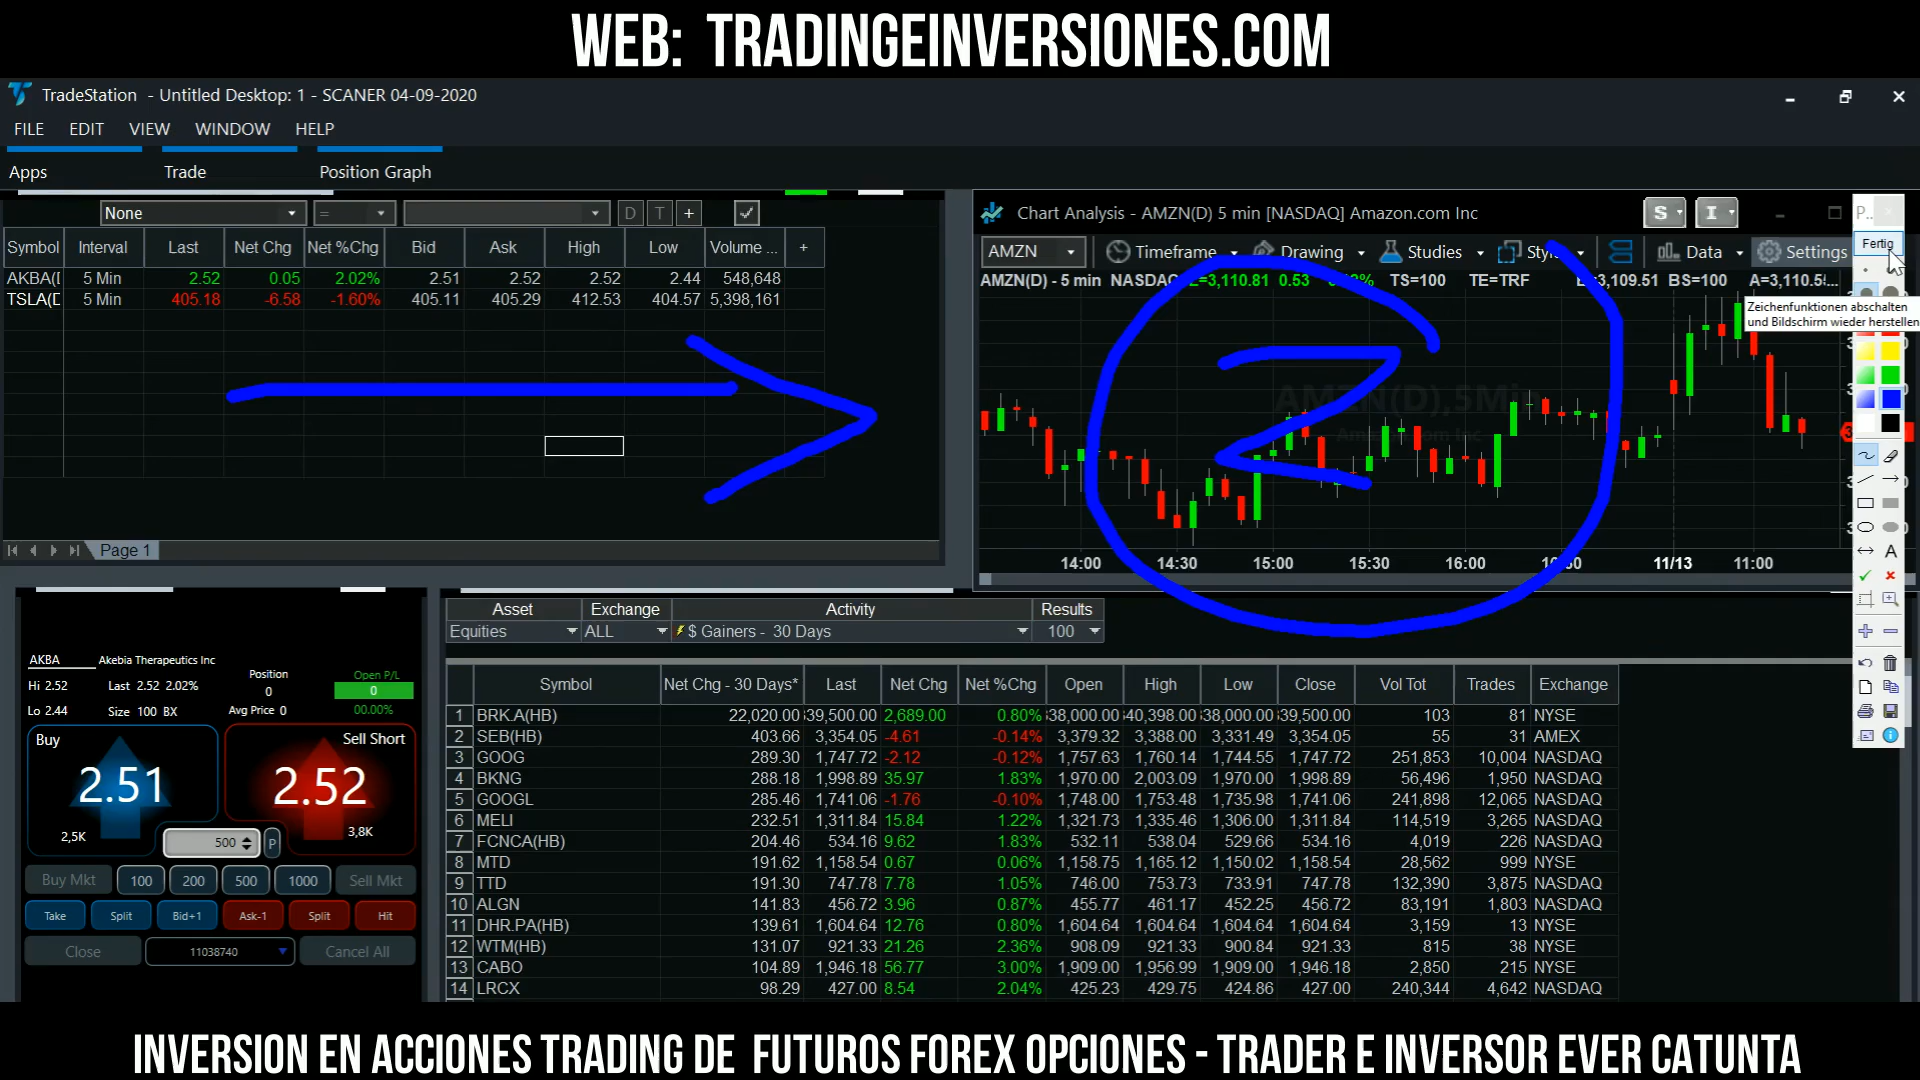 WEB: TRADINGEINVERSIONES.COM
TradeStation - Untitled Desktop: 1 - SCANER 04-09-2020
FILE EDIT VIEW WINDOW HELP
Apps Trade Position Graph
None = D T +
Symbol Interval Last Net Chg Net %Chg Bid Ask High Low Volume ... +
AKBA([ 5 Min 2.52 0.05 2.02% 2.51 2.52 2.52 2.44 548,648
TSLA(E 5 Min 405.18 -6.58 -1.60% 405.11 405.29 412.53 404.57 5,398,161
Page 1
Chart Analysis - AMZN(D) 5 min [NASDAQ] Amazon.com Inc
S I
P...
Fertig
AMZN Timeframe Drawing Studies Data Settings
AMZN(D) - 5 min NASDAQ L=3,110.81 0.53 TS=100 TE=TRF B=3,109.51 BS=100 A=3,110.5...
Zeichenfunktionen abschalten
und Bildschirm wieder herstellen
AMZN(D),5Min
Amazon.com Inc
2
14:00 14:30 15:00 15:30 16:00 11/13 11:00
AKBA Akebia Therapeutics Inc
Hi 2.52 Last 2.52 2.02% Position 0 Open P/L 0
Lo 2.44 Size 100 BX Avg Price 0 00.00%
Buy Sell Short
2.51 2.52
2,5K 500 P 3,8K
Buy Mkt 100 200 500 1000 Sell Mkt
Take Split Bid+1 Ask-1 Split Hit
Close 11038740 Cancel All
Asset Exchange Activity Results
Equities ALL $ Gainers - 30 Days 100
Symbol Net Chg - 30 Days* Last Net Chg Net %Chg Open High Low Close Vol Tot Trades Exchange
1 BRK.A(HB) 22,020.00 39,500.00 2,689.00 0.80% 38,000.00 40,398.00 38,000.00 39,500.00 103 81 NYSE
2 SEB(HB) 403.66 3,354.05 -4.61 -0.14% 3,379.32 3,388.00 3,331.49 3,354.05 55 31 AMEX
3 GOOG 289.30 1,747.72 -2.12 -0.12% 1,757.63 1,760.14 1,744.55 1,747.72 251,853 10,004 NASDAQ
4 BKNG 288.18 1,998.89 35.97 1.83% 1,970.00 2,003.09 1,970.00 1,998.89 56,496 1,950 NASDAQ
5 GOOGL 285.46 1,741.06 -1.76 -0.10% 1,748.00 1,753.48 1,735.98 1,741.06 241,898 12,065 NASDAQ
6 MELI 232.51 1,311.84 15.84 1.22% 1,321.73 1,335.46 1,306.00 1,311.84 114,519 3,265 NASDAQ
7 FCNCA(HB) 204.46 534.16 9.62 1.83% 532.11 538.04 529.66 534.16 4,019 226 NASDAQ
8 MTD 191.62 1,158.54 0.67 0.06% 1,158.75 1,165.12 1,150.02 1,158.54 28,562 999 NYSE
9 TTD 191.30 747.78 7.78 1.05% 746.00 753.73 733.91 747.78 132,390 3,875 NASDAQ
10 ALGN 141.83 456.72 3.96 0.87% 455.77 461.17 452.25 456.72 83,191 1,803 NASDAQ
11 DHR.PA(HB) 139.61 1,604.64 12.76 0.80% 1,604.64 1,604.64 1,604.64 1,604.64 3,159 13 NYSE
12 WTM(HB) 131.07 921.33 21.26 2.36% 908.09 921.33 900.84 921.33 815 38 NYSE
13 CABO 104.89 1,946.18 56.77 3.00% 1,909.00 1,956.99 1,909.00 1,946.18 2,850 215 NYSE
14 LRCX 98.29 427.00 8.54 2.04% 425.23 429.75 424.86 427.00 240,344 4,642 NASDAQ
INVERSION EN ACCIONES TRADING DE FUTUROS FOREX OPCIONES - TRADER E INVERSOR EVER CATUNTA